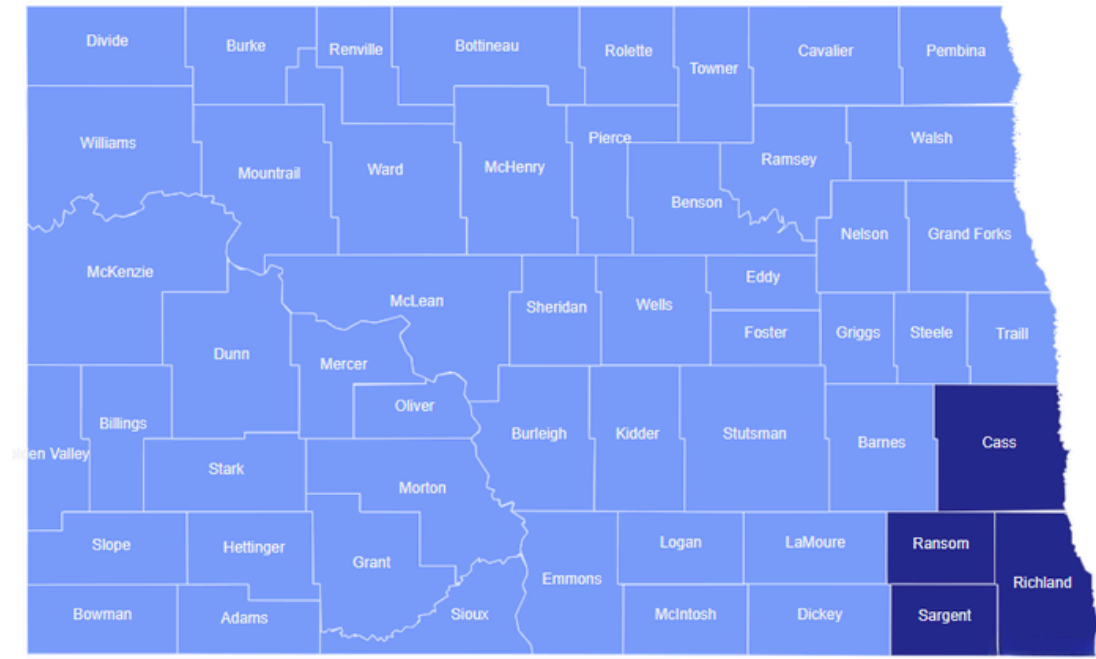 Divide
Burke
Renville
Bottineau
Rolette
Towner
Cavalier
Pembina
Williams
Mountrail
Ward
McHenry
Pierce
Benson
Ramsey
Walsh
Nelson
Grand Forks
McKenzie
Dunn
McLean
Mercer
Oliver
Sheridan
Wells
Eddy
Foster
Griggs
Steele
Traill
Billings
en Valley
Stark
Morton
Burleigh
Kidder
Stutsman
Barnes
Cass
Slope
Hettinger
Grant
Emmons
Logan
LaMoure
Ransom
Richland
Bowman
Adams
Sioux
McIntosh
Dickey
Sargent